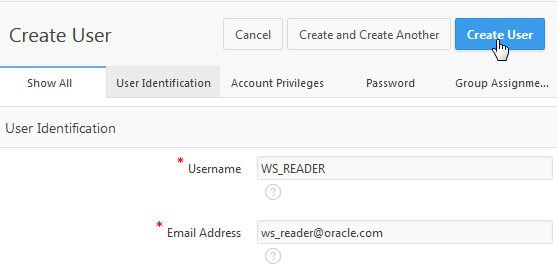 Create User
Cancel
Create and Create Another
Create User
Show All
User Identification
Account Privileges
Password
Group Assignme...
User Identification
* Username WS_READER
?
* Email Address ws_reader@oracle.com
?